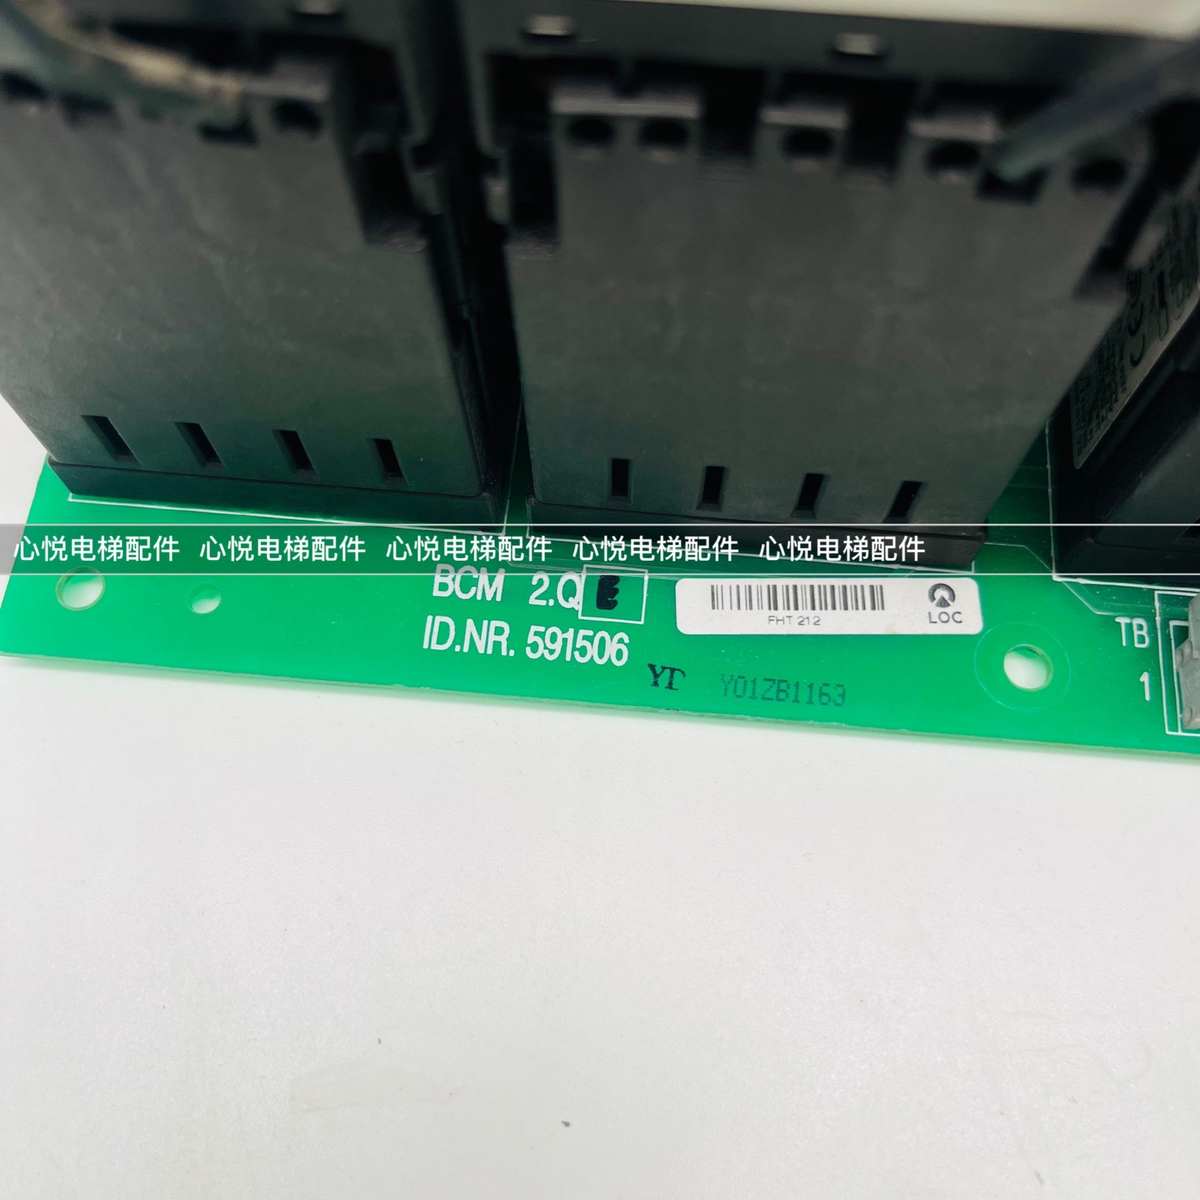 心悦电梯配件 心悦电梯配件 心悦电梯配件 心悦电梯配件 心悦电梯配件
BCM 2.Q E
ID.NR. 591506
FHT 212
LOC
YT Y01ZB1163
TB
1